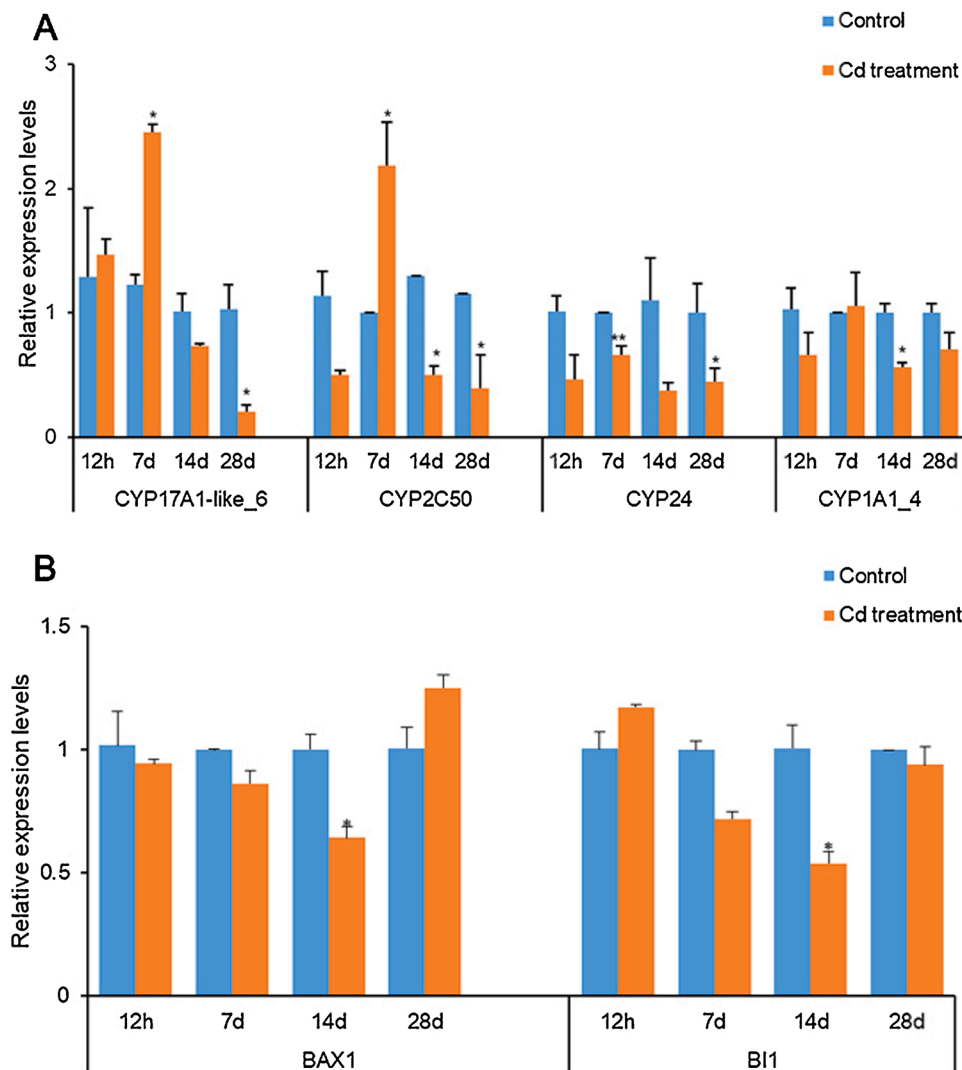 A
Control
Cd treatment
Relative expression levels
3
2
1
0
* * ** * * * * *
12h 7d 14d 28d 12h 7d 14d 28d 12h 7d 14d 28d 12h 7d 14d 28d
CYP17A1-like_6 CYP2C50 CYP24 CYP1A1_4
B
Control
Cd treatment
Relative expression levels
1.5
1
0.5
0
* *
12h 7d 14d 28d 12h 7d 14d 28d
BAX1 BI1